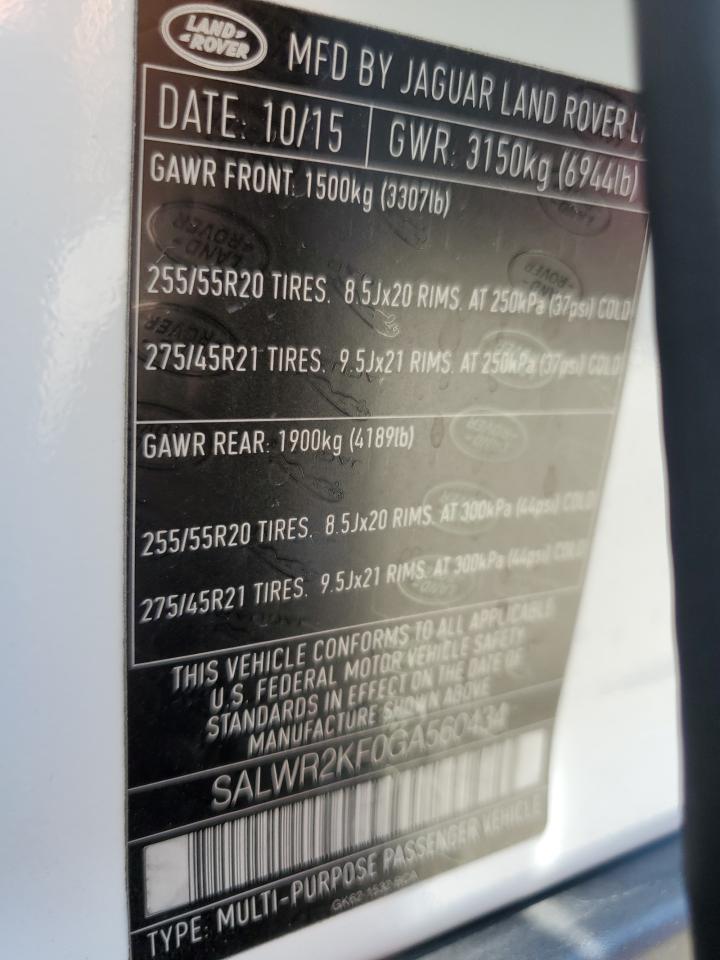 LAND-
-ROVER
MFD BY JAGUAR LAND ROVER
DATE: 10/15 GWR: 3150kg (6944lb)
GAWR FRONT: 1500kg (3307lb)
255/55R20 TIRES. 8.5Jx20 RIMS. AT 250kPa (37psi) COLD
275/45R21 TIRES. 9.5Jx21 RIMS. AT 250kPa (37psi) COLD
GAWR REAR: 1900kg (4189lb)
255/55R20 TIRES. 8.5Jx20 RIMS. AT 300kPa (44psi) COLD
275/45R21 TIRES. 9.5Jx21 RIMS. AT 300kPa (44psi) COLD
THIS VEHICLE CONFORMS TO ALL APPLICABLE
U.S. FEDERAL MOTOR VEHICLE SAFETY
STANDARDS IN EFFECT ON THE DATE OF
MANUFACTURE SHOWN ABOVE
SALWR2KF0GA560434
TYPE: MULTI-PURPOSE PASSENGER VEHICLE